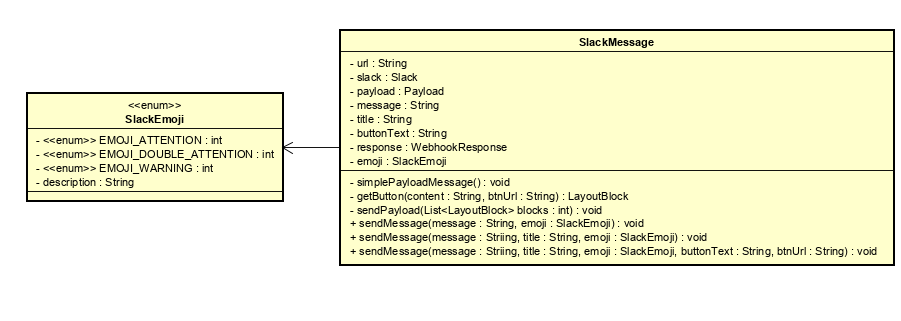 <<enum>>
SlackEmoji
- <<enum>> EMOJI_ATTENTION : int
- <<enum>> EMOJI_DOUBLE_ATTENTION : int
- <<enum>> EMOJI_WARNING : int
- description : String
SlackMessage
- url : String
- slack : Slack
- payload : Payload
- message : String
- title : String
- buttonText : String
- response : WebhookResponse
- emoji : SlackEmoji
- simplePayloadMessage() : void
- getButton(content : String, btnUrl : String) : LayoutBlock
- sendPayload(List<LayoutBlock> blocks : int) : void
+ sendMessage(message : String, emoji : SlackEmoji) : void
+ sendMessage(message : Striing, title : String, emoji : SlackEmoji) : void
+ sendMessage(message : Striing, title : String, emoji : SlackEmoji, buttonText : String, btnUrl : String) : void